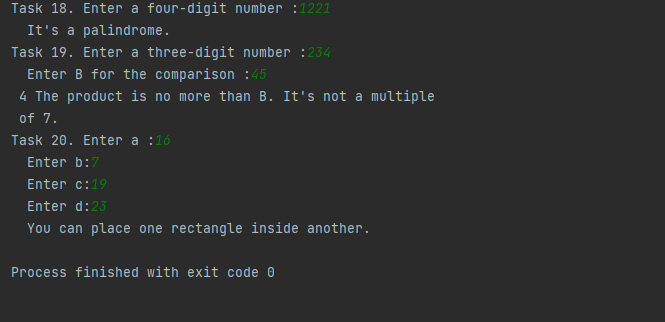 Task 18. Enter a four-digit number :1221
It's a palindrome.
Task 19. Enter a three-digit number :234
Enter B for the comparison :45
4 The product is no more than B. It's not a multiple
of 7.
Task 20. Enter a :16
Enter b:7
Enter c:19
Enter d:23
You can place one rectangle inside another.
Process finished with exit code 0